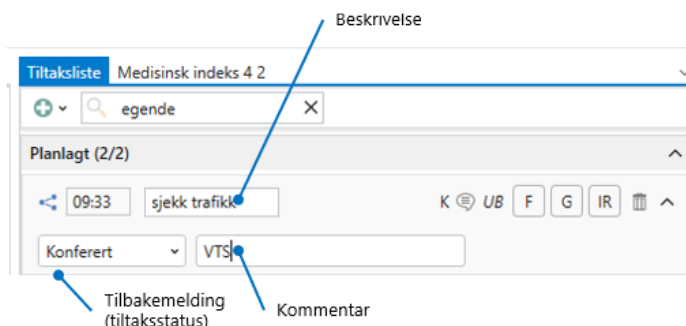 Beskrivelse
Tiltaksliste Medisinsk indeks 4 2
egende
Planlagt (2/2)
09:33 sjekk trafikk K UB F G IR
Konferert VTS
Tilbakemelding
(tiltaksstatus)
Kommentar